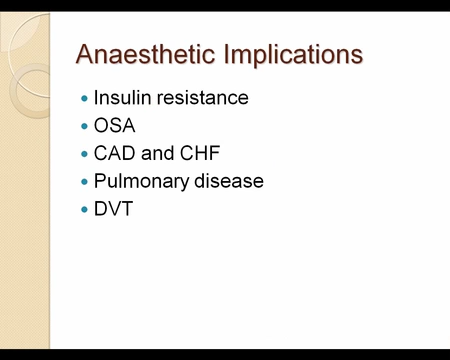 Anaesthetic Implications
Insulin resistance
OSA
CAD and CHF
Pulmonary disease
DVT